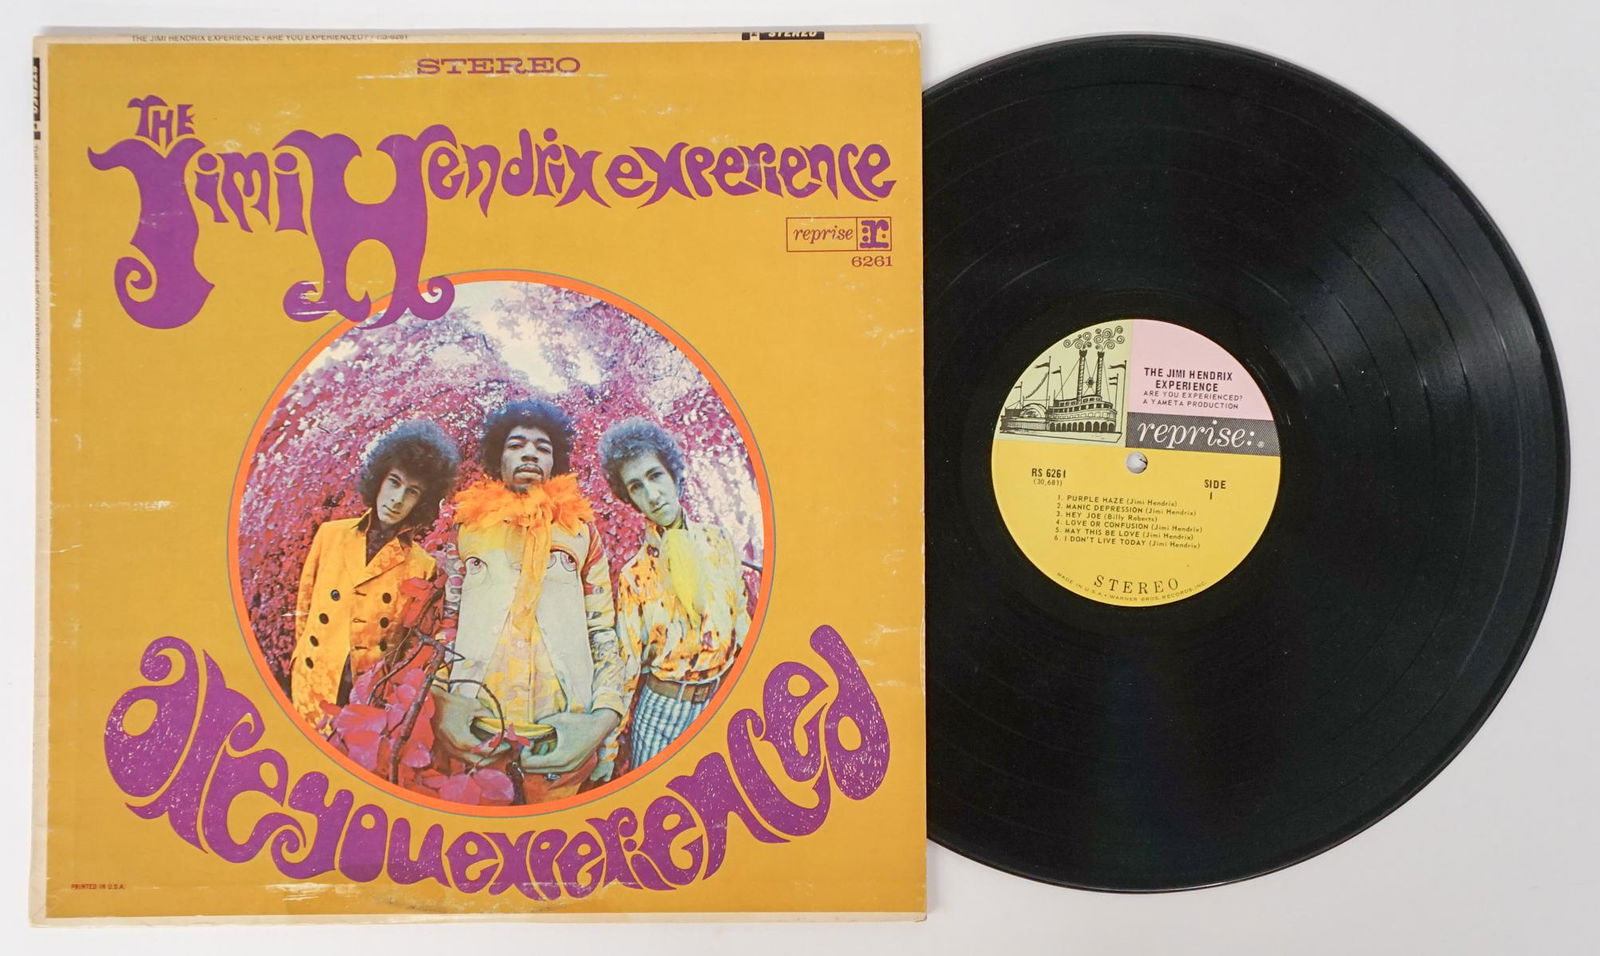 THE JIMI HENDRIX EXPERIENCE • ARE YOU EXPERIENCED? / RS-6261
STEREO
STEREO
THE
Jimi Hendrix experience
reprise r
6261
are you experienced
PRINTED IN U.S.A.
THE JIMI HENDRIX
EXPERIENCE
ARE YOU EXPERIENCED?
A YAMETA PRODUCTION
reprise:
RS 6261
(30,681)
SIDE
1
1. PURPLE HAZE (Jimi Hendrix)
2. MANIC DEPRESSION (Jimi Hendrix)
3. HEY JOE (Billy Roberts)
4. LOVE OR CONFUSION (Jimi Hendrix)
5. MAY THIS BE LOVE (Jimi Hendrix)
6. I DON'T LIVE TODAY (Jimi Hendrix)
STEREO
MADE IN U.S.A. • WARNER BROS. RECORDS, INC.